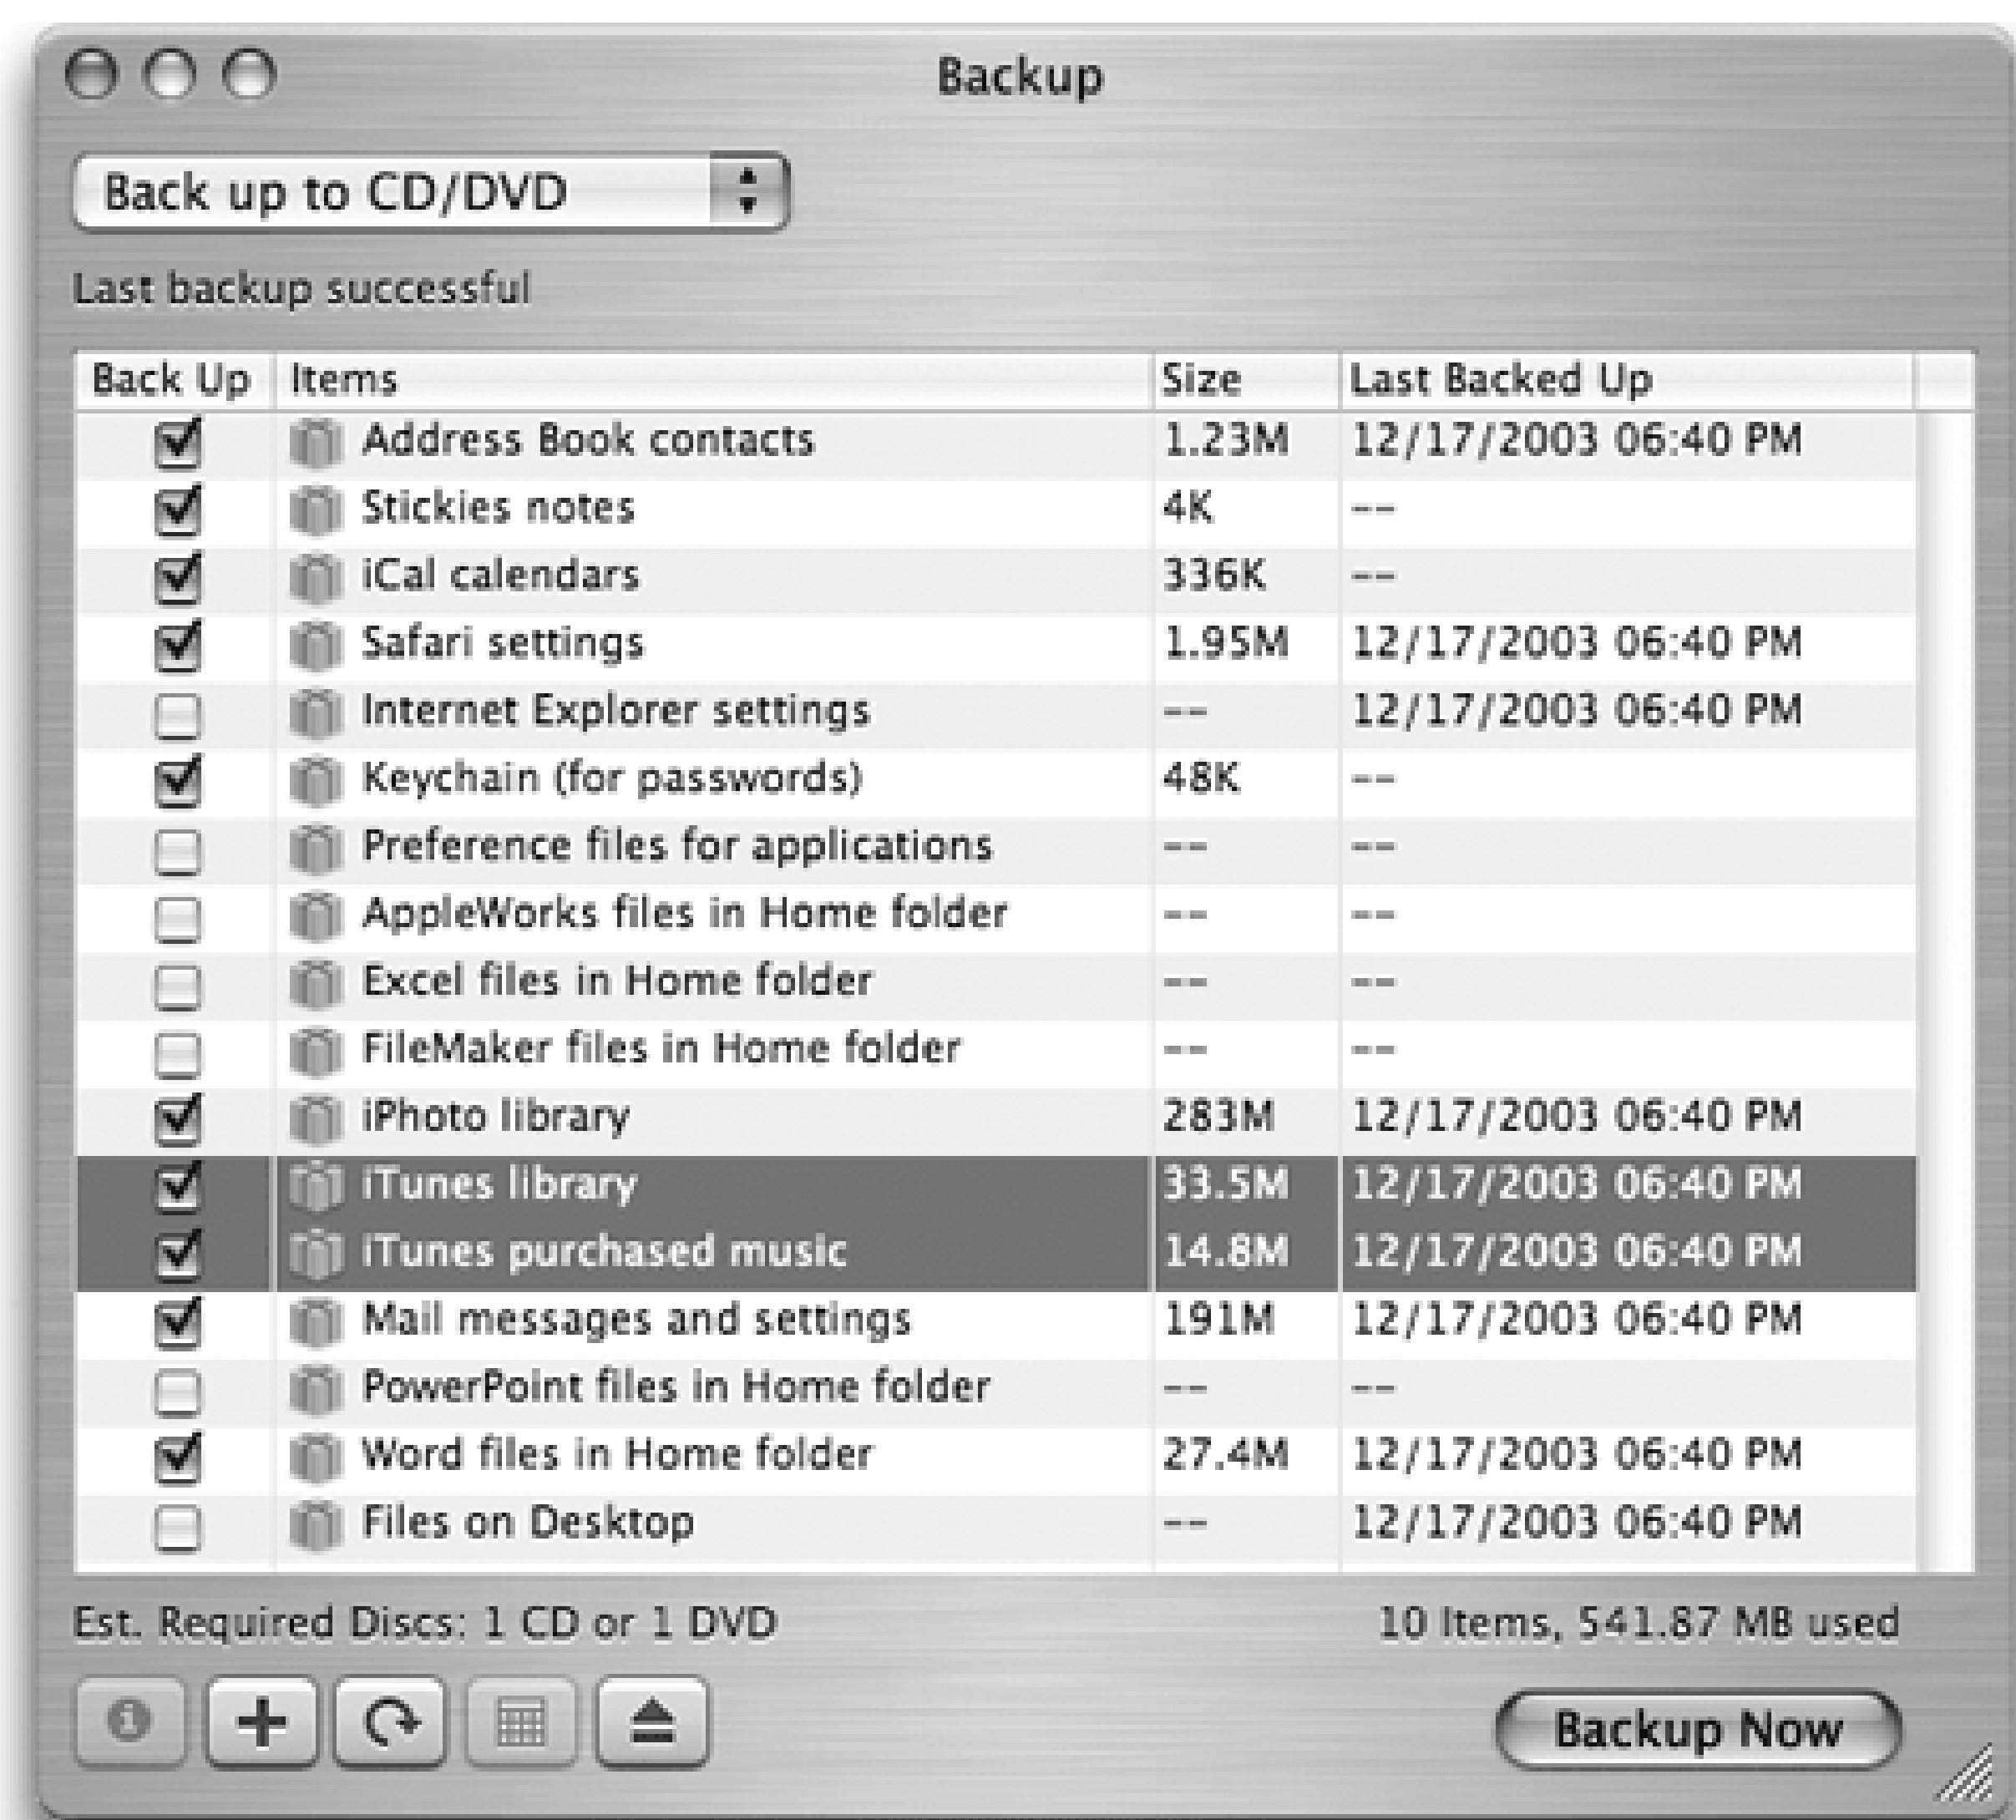 Backup
Back up to CD/DVD
Last backup successful
Back Up Items Size Last Backed Up
Address Book contacts 1.23M 12/17/2003 06:40 PM
Stickies notes 4K --
iCal calendars 336K --
Safari settings 1.95M 12/17/2003 06:40 PM
Internet Explorer settings -- 12/17/2003 06:40 PM
Keychain (for passwords) 48K --
Preference files for applications -- --
AppleWorks files in Home folder -- --
Excel files in Home folder -- --
FileMaker files in Home folder -- --
iPhoto library 283M 12/17/2003 06:40 PM
iTunes library 33.5M 12/17/2003 06:40 PM
iTunes purchased music 14.8M 12/17/2003 06:40 PM
Mail messages and settings 191M 12/17/2003 06:40 PM
PowerPoint files in Home folder -- --
Word files in Home folder 27.4M 12/17/2003 06:40 PM
Files on Desktop -- 12/17/2003 06:40 PM
Est. Required Discs: 1 CD or 1 DVD 10 Items, 541.87 MB used
Backup Now